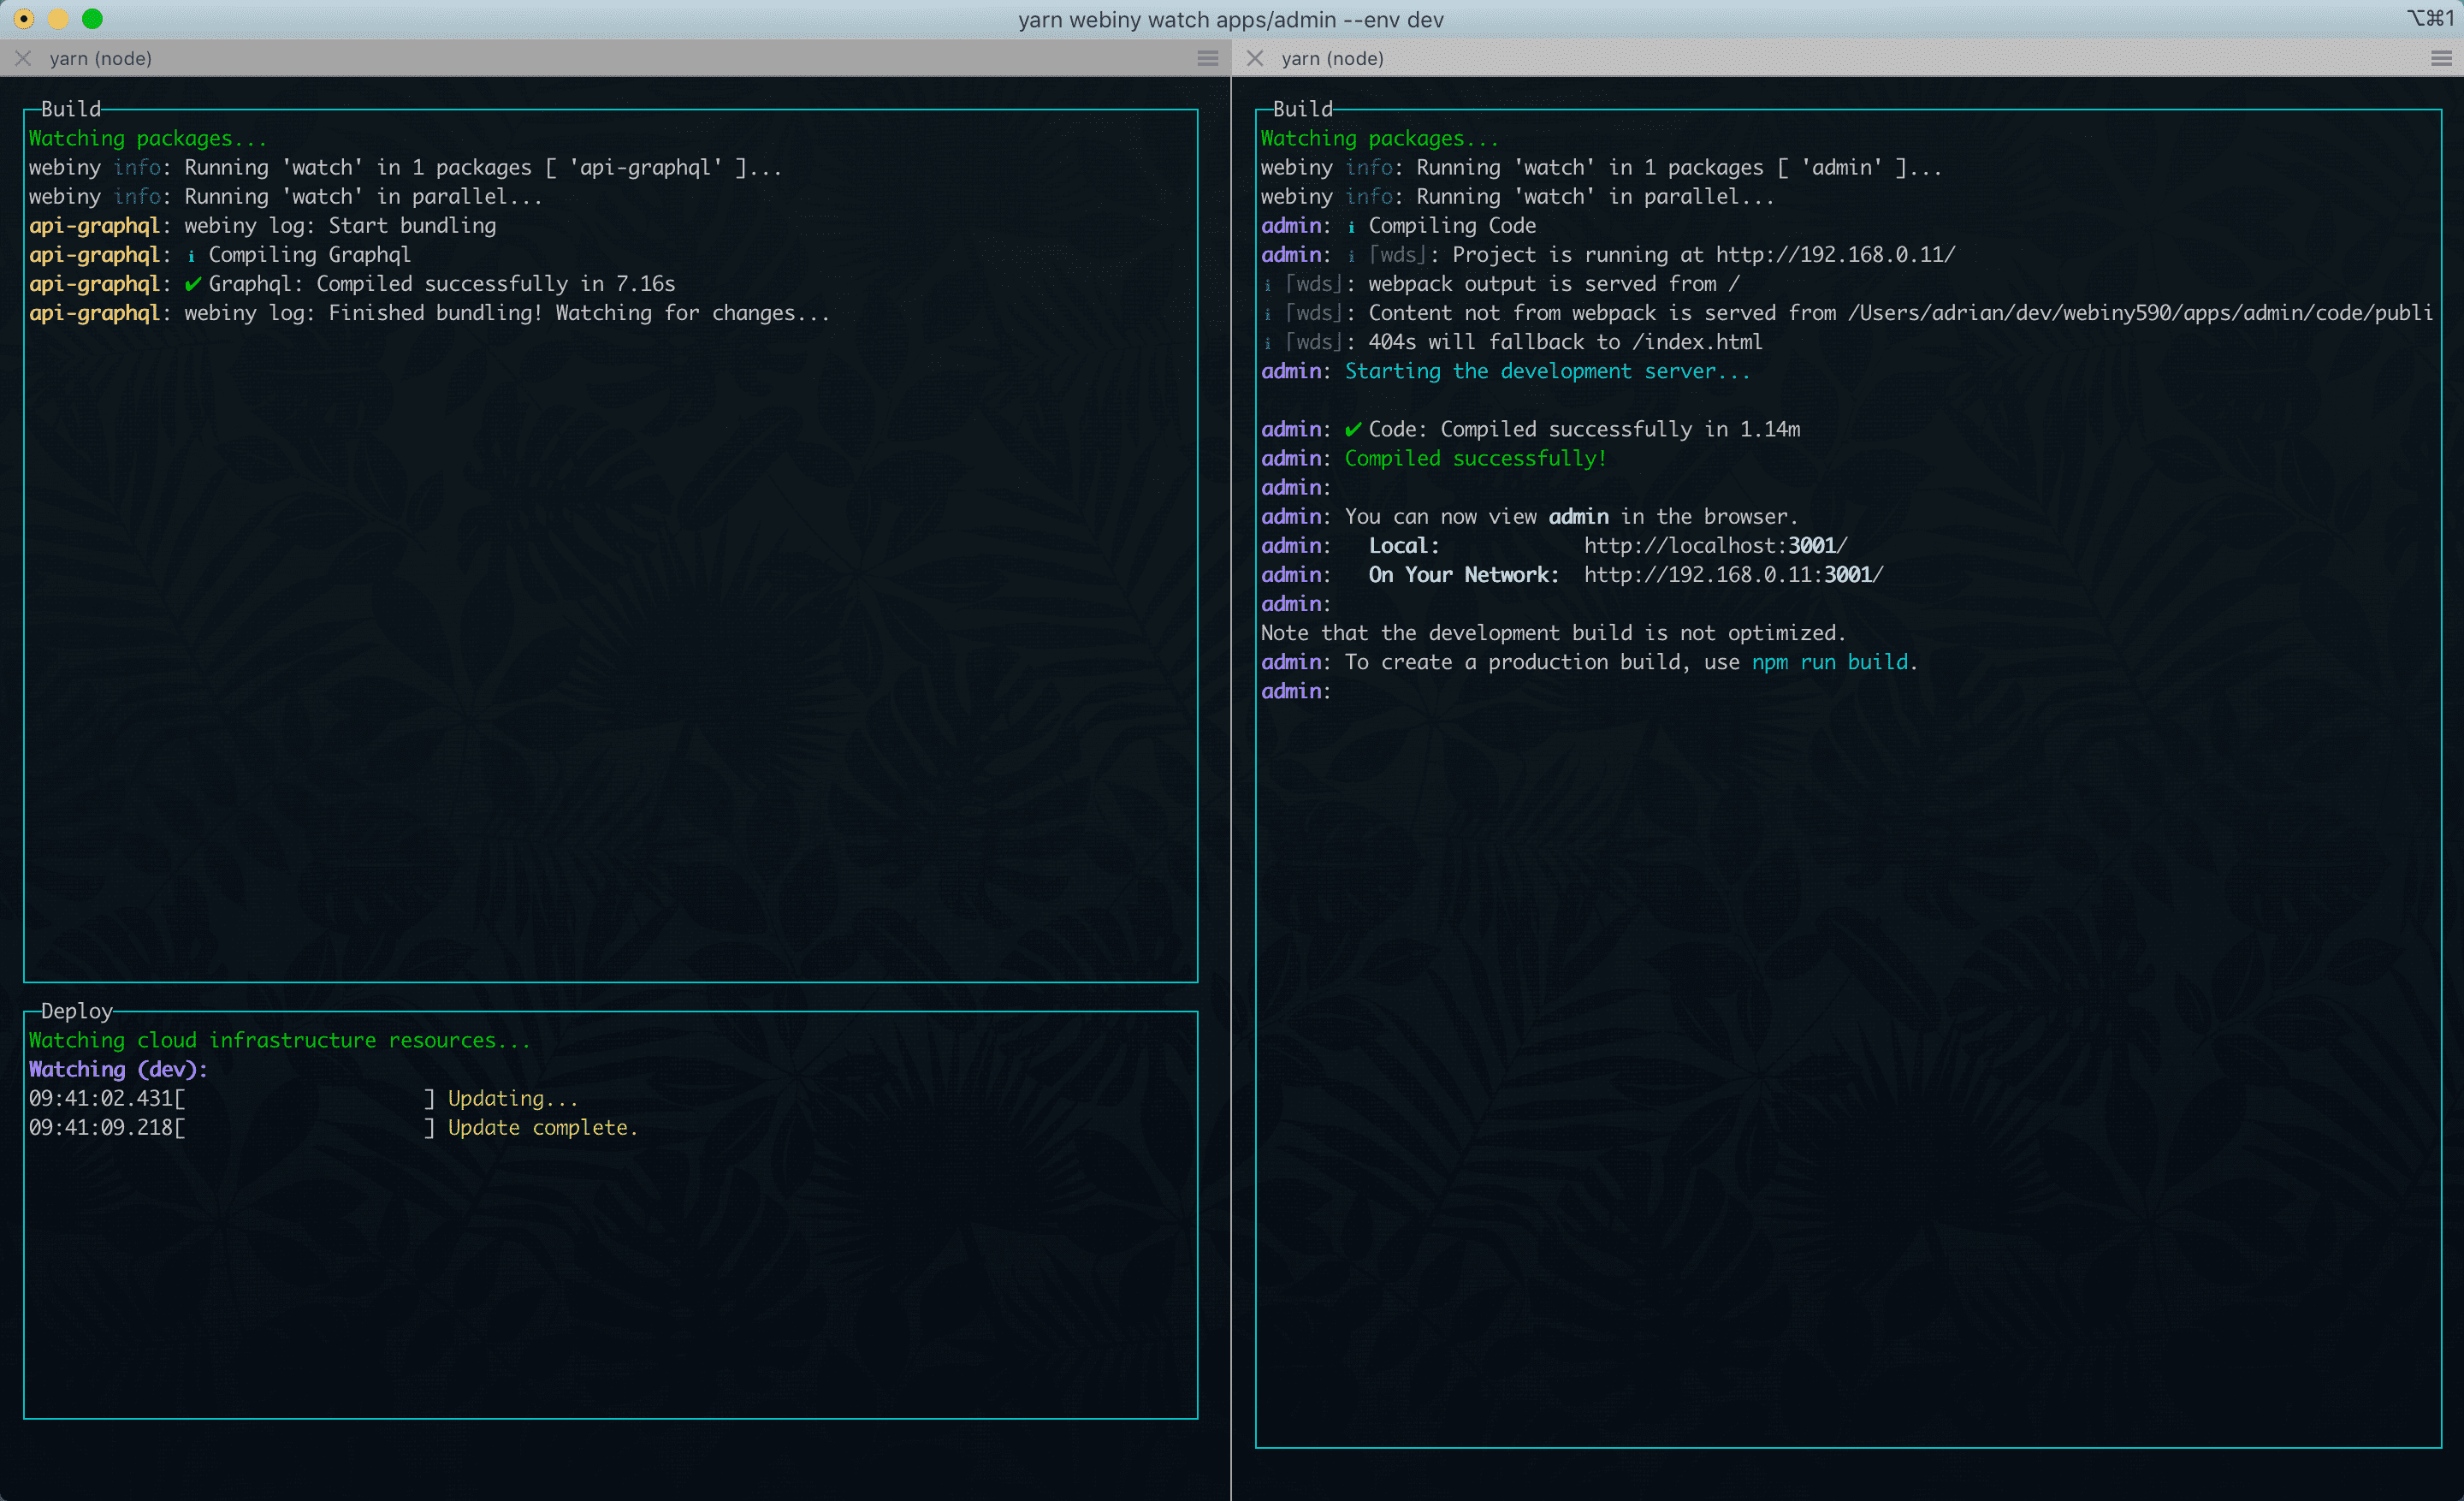 yarn webiny watch apps/admin --env dev
⌥⌘1
yarn (node)
Build
Watching packages...
webiny info: Running 'watch' in 1 packages [ 'api-graphql' ]...
webiny info: Running 'watch' in parallel...
api-graphql: webiny log: Start bundling
api-graphql: ℹ Compiling Graphql
api-graphql: ✔ Graphql: Compiled successfully in 7.16s
api-graphql: webiny log: Finished bundling! Watching for changes...
Deploy
Watching cloud infrastructure resources...
Watching (dev):
09:41:02.431[                    ] Updating...
09:41:09.218[                    ] Update complete.
yarn (node)
Build
Watching packages...
webiny info: Running 'watch' in 1 packages [ 'admin' ]...
webiny info: Running 'watch' in parallel...
admin: ℹ Compiling Code
admin: ℹ ｢wds｣: Project is running at http://192.168.0.11/
ℹ ｢wds｣: webpack output is served from /
ℹ ｢wds｣: Content not from webpack is served from /Users/adrian/dev/webiny590/apps/admin/code/publi
ℹ ｢wds｣: 404s will fallback to /index.html
admin: Starting the development server...
admin: ✔ Code: Compiled successfully in 1.14m
admin: Compiled successfully!
admin:
admin: You can now view admin in the browser.
admin:   Local:            http://localhost:3001/
admin:   On Your Network:  http://192.168.0.11:3001/
admin:
Note that the development build is not optimized.
admin: To create a production build, use npm run build.
admin: